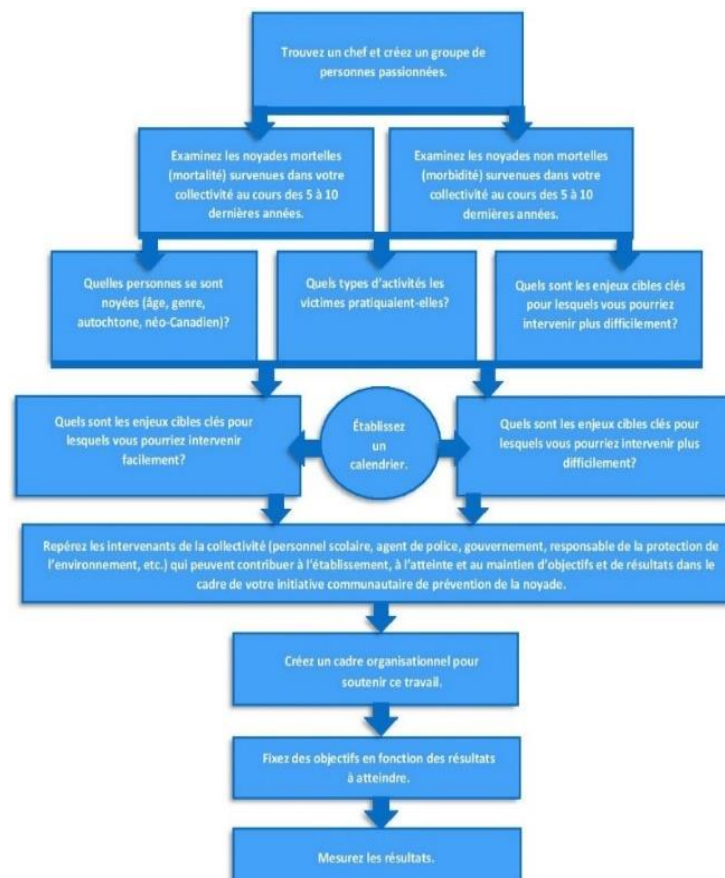 Trouvez un chef et créez un groupe de
personnes passionnées.
Examinez les noyades mortelles
(mortalité) survenues dans votre
collectivité au cours des 5 à 10
dernières années.
Examinez les noyades non mortelles
(morbidité) survenues dans votre
collectivité au cours des 5 à 10
dernières années.
Quelles personnes se sont
noyées (âge, genre,
autochtone, néo-Canadien)?
Quels types d'activités les
victimes pratiquaient-elles?
Quels sont les enjeux cibles clés
pour lesquels vous pourriez
intervenir plus difficilement?
Quels sont les enjeux cibles clés pour
lesquels vous pourriez intervenir
facilement?
Établissez
un
calendrier.
Quels sont les enjeux cibles clés pour
lesquels vous pourriez intervenir plus
difficilement?
Repérez les intervenants de la collectivité (personnel scolaire, agent de police, gouvernement, responsable de la protection de
l'environnement, etc.) qui peuvent contribuer à l'établissement, à l'atteinte et au maintien d'objectifs et de résultats dans le
cadre de votre initiative communautaire de prévention de la noyade.
Créez un cadre organisationnel pour
soutenir ce travail.
Fixez des objectifs en fonction des résultats
à atteindre.
Mesurez les résultats.